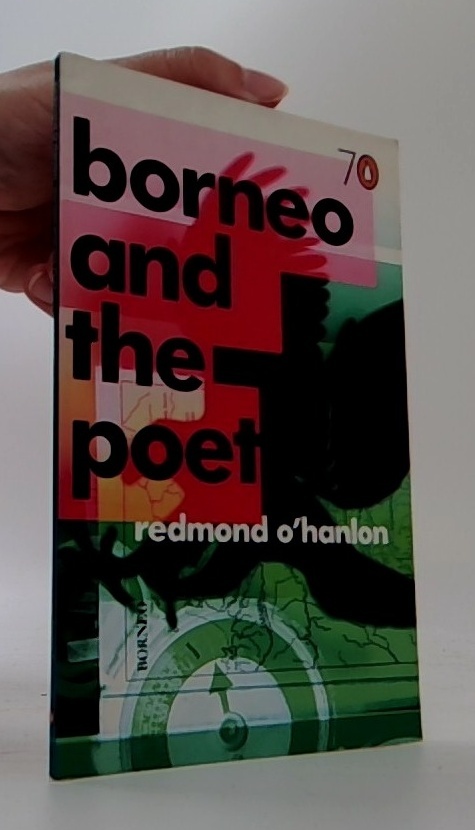 70
borneo
and
the
poet
redmond o'hanlon
BORNEO